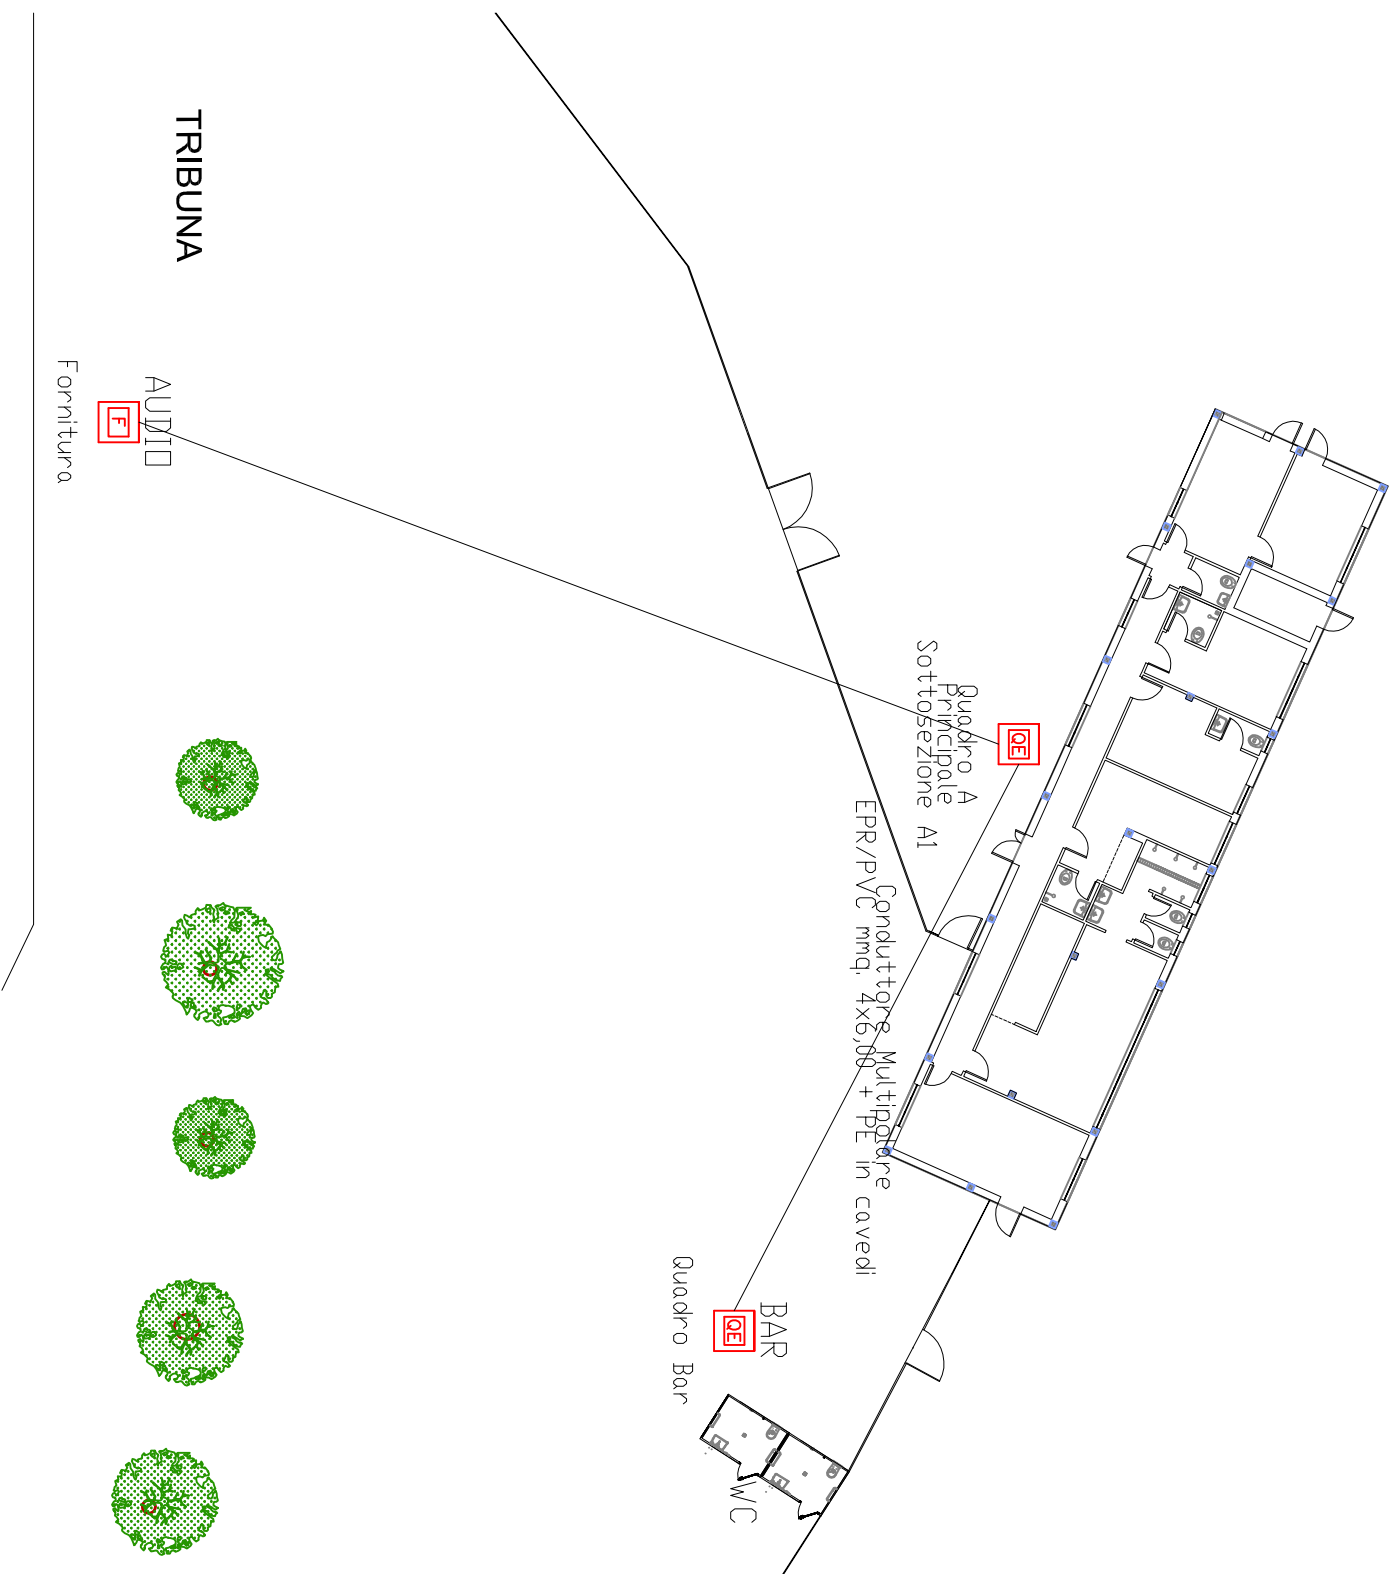 TRIBUNA
AUDIO
F
Fornitura
QE
Quadro A
Principale
Sottosezione A1
Conduttore Multipolare
EPR/PVC mmq. 4x6,00 + PE in cavedi
BAR
QE
Quadro Bar
WC